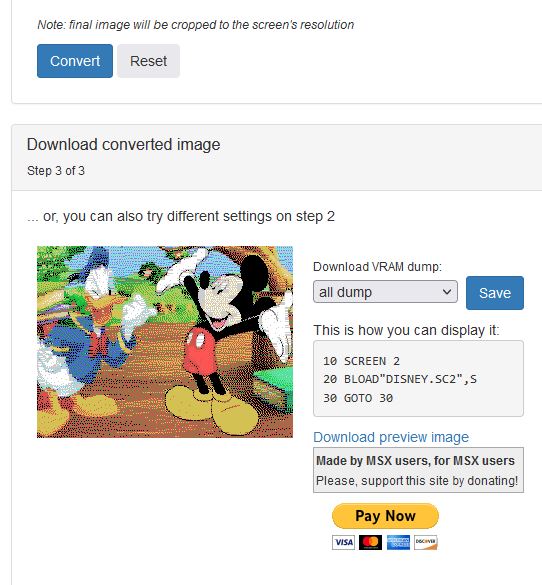 Note: final image will be cropped to the screen's resolution
Convert
Reset
Download converted image
Step 3 of 3
... or, you can also try different settings on step 2
Download VRAM dump:
all dump
Save
This is how you can display it:
10 SCREEN 2
20 BLOAD"DISNEY.SC2",S
30 GOTO 30
Download preview image
Made by MSX users, for MSX users
Please, support this site by donating!
Pay Now
VISA
MasterCard
AMERICAN EXPRESS
DISCOVER